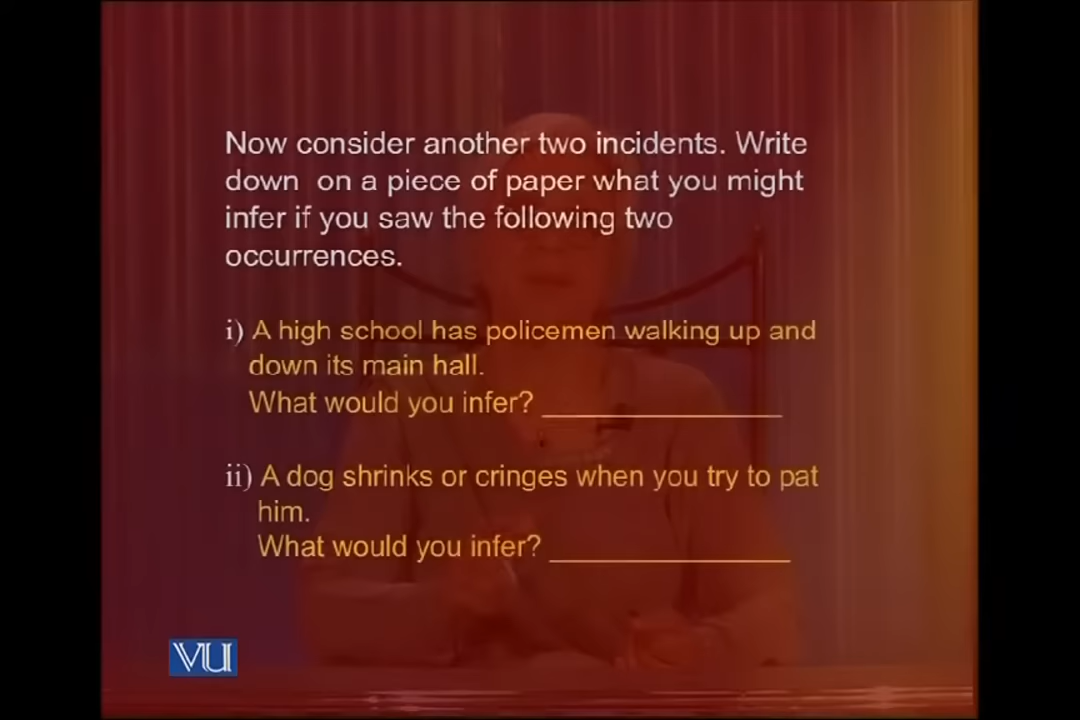 Now consider another two incidents. Write
down on a piece of paper what you might
infer if you saw the following two
occurrences.
i) A high school has policemen walking up and
down its main hall.
What would you infer? ________________
ii) A dog shrinks or cringes when you try to pat
him.
What would you infer? ________________
VU